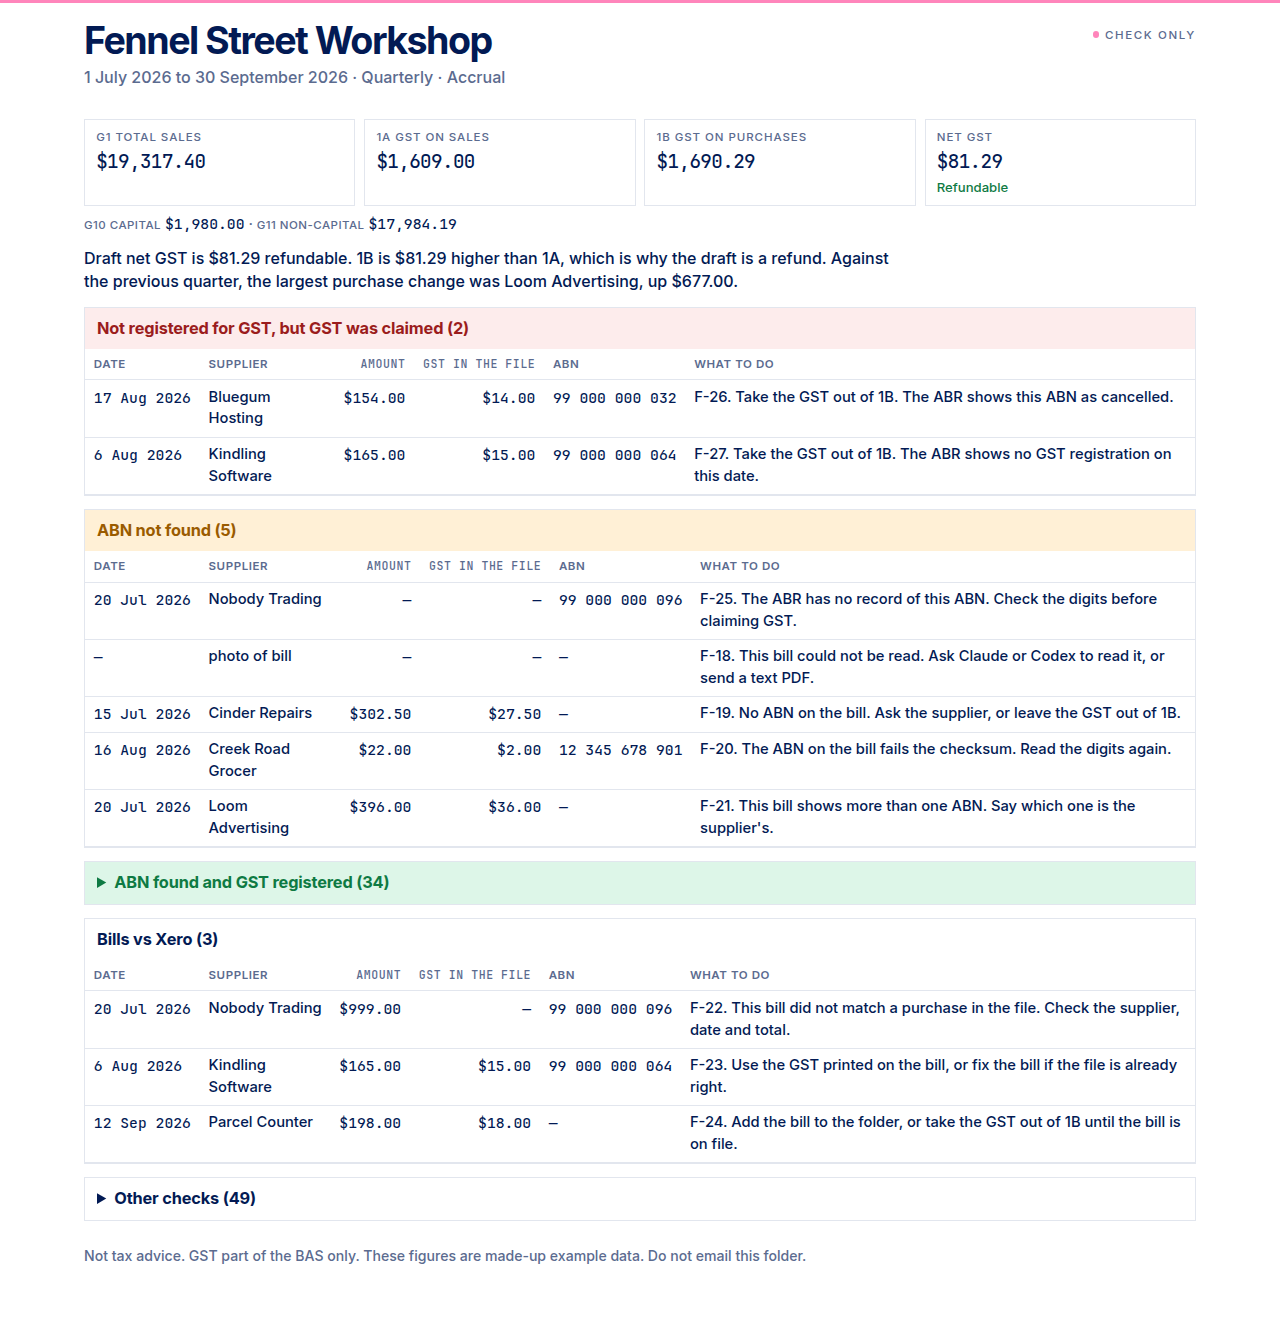 Fennel Street Workshop
CHECK ONLY
1 July 2026 to 30 September 2026 · Quarterly · Accrual
G1 TOTAL SALES
$19,317.40
1A GST ON SALES
$1,609.00
1B GST ON PURCHASES
$1,690.29
NET GST
$81.29
Refundable
G10 CAPITAL $1,980.00 · G11 NON-CAPITAL $17,984.19
Draft net GST is $81.29 refundable. 1B is $81.29 higher than 1A, which is why the draft is a refund. Against
the previous quarter, the largest purchase change was Loom Advertising, up $677.00.
Not registered for GST, but GST was claimed (2)
DATE SUPPLIER AMOUNT GST IN THE FILE ABN WHAT TO DO
17 Aug 2026 Bluegum $154.00 $14.00 99 000 000 032 F-26. Take the GST out of 1B. The ABR shows this ABN as cancelled.
Hosting
6 Aug 2026 Kindling $165.00 $15.00 99 000 000 064 F-27. Take the GST out of 1B. The ABR shows no GST registration on
Software this date.
ABN not found (5)
DATE SUPPLIER AMOUNT GST IN THE FILE ABN WHAT TO DO
20 Jul 2026 Nobody Trading — — 99 000 000 096 F-25. The ABR has no record of this ABN. Check the digits before
claiming GST.
— photo of bill — — — F-18. This bill could not be read. Ask Claude or Codex to read it, or
send a text PDF.
15 Jul 2026 Cinder Repairs $302.50 $27.50 — F-19. No ABN on the bill. Ask the supplier, or leave the GST out of 1B.
16 Aug 2026 Creek Road $22.00 $2.00 12 345 678 901 F-20. The ABN on the bill fails the checksum. Read the digits again.
Grocer
20 Jul 2026 Loom $396.00 $36.00 — F-21. This bill shows more than one ABN. Say which one is the
Advertising supplier's.
ABN found and GST registered (34)
Bills vs Xero (3)
DATE SUPPLIER AMOUNT GST IN THE FILE ABN WHAT TO DO
20 Jul 2026 Nobody Trading $999.00 — 99 000 000 096 F-22. This bill did not match a purchase in the file. Check the supplier,
date and total.
6 Aug 2026 Kindling $165.00 $15.00 99 000 000 064 F-23. Use the GST printed on the bill, or fix the bill if the file is already
Software right.
12 Sep 2026 Parcel Counter $198.00 $18.00 — F-24. Add the bill to the folder, or take the GST out of 1B until the bill is
on file.
Other checks (49)
Not tax advice. GST part of the BAS only. These figures are made-up example data. Do not email this folder.